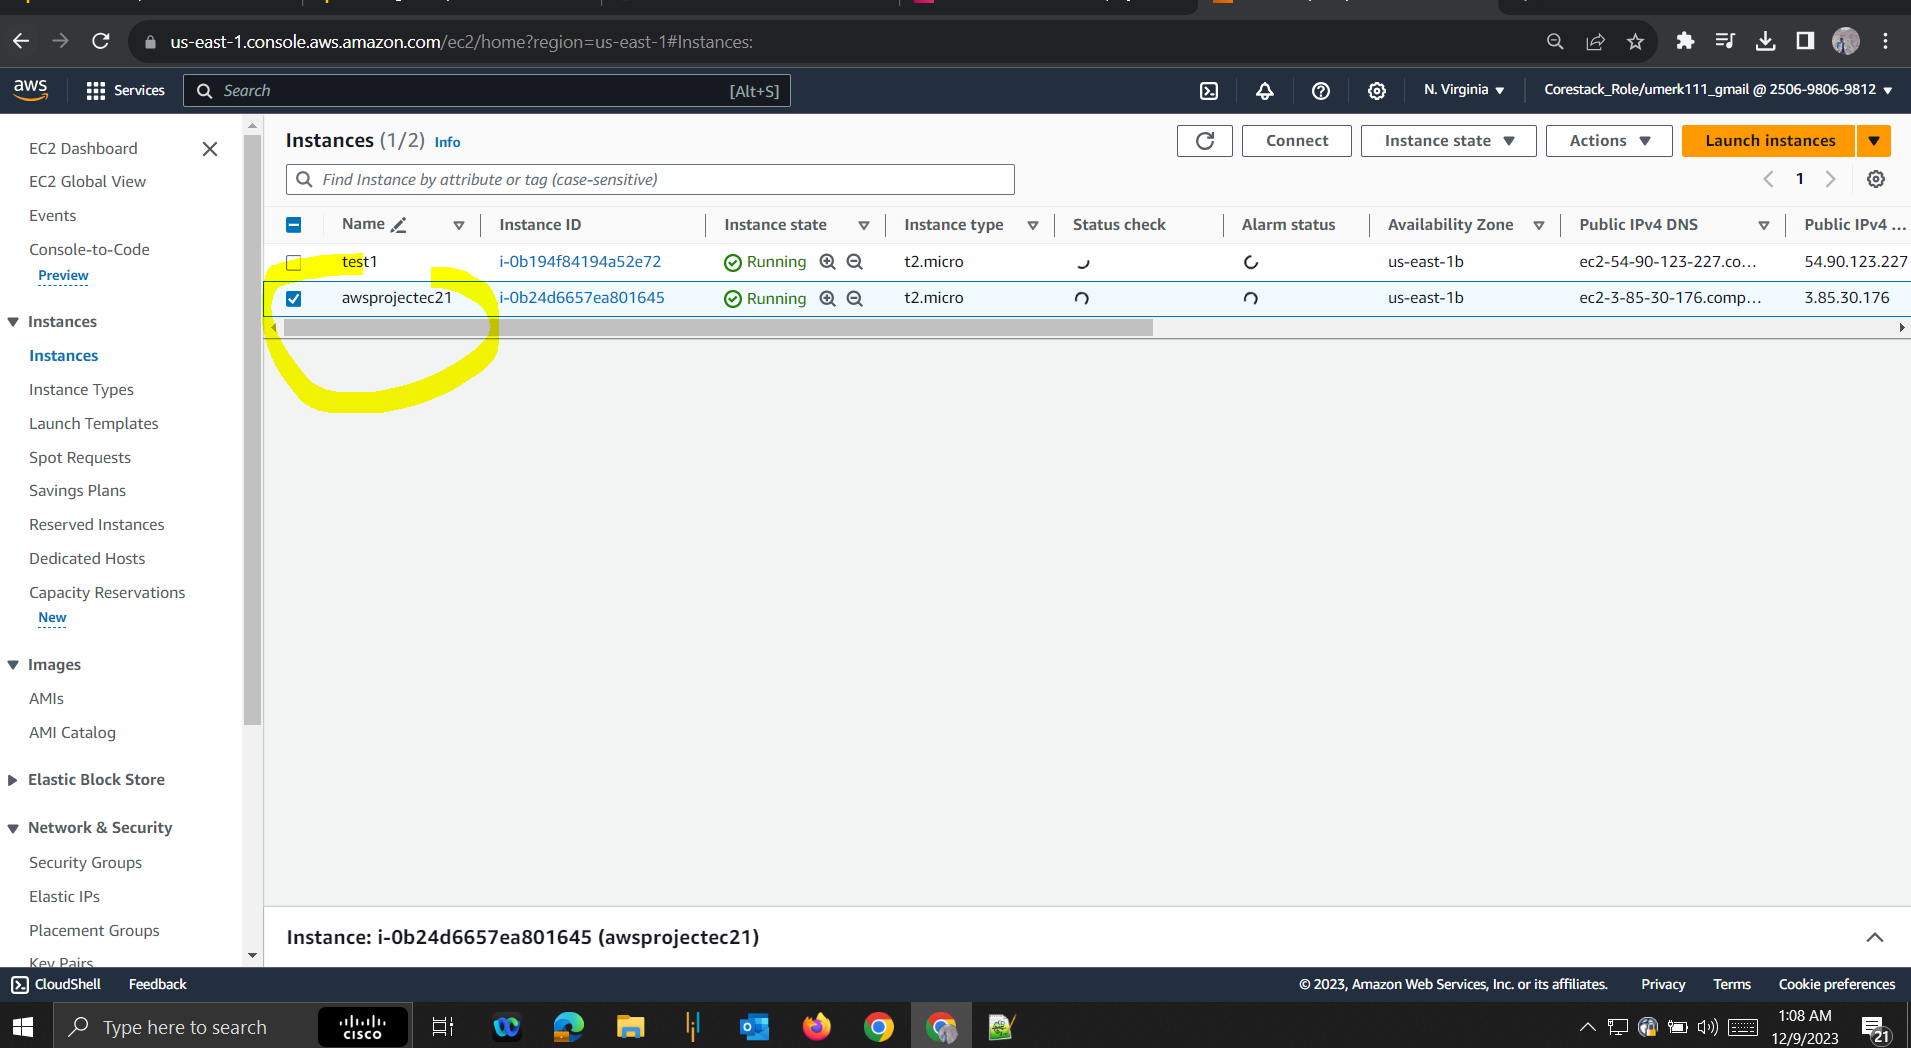 us-east-1.console.aws.amazon.com/ec2/home?region=us-east-1#Instances:
aws
Services
Search
[Alt+S]
N. Virginia
Corestack_Role/umerk111_gmail @ 2506-9806-9812
EC2 Dashboard
EC2 Global View
Events
Console-to-Code
Preview
Instances
Instances
Instance Types
Launch Templates
Spot Requests
Savings Plans
Reserved Instances
Dedicated Hosts
Capacity Reservations
New
Images
AMIs
AMI Catalog
Elastic Block Store
Network & Security
Security Groups
Elastic IPs
Placement Groups
Key Pairs
Instances (1/2) Info
Connect
Instance state
Actions
Launch instances
Find Instance by attribute or tag (case-sensitive)
1
Name Instance ID Instance state Instance type Status check Alarm status Availability Zone Public IPv4 DNS Public IPv4 ...
test1 i-0b194f84194a52e72 Running t2.micro us-east-1b ec2-54-90-123-227.co... 54.90.123.227
awsprojectec21 i-0b24d6657ea801645 Running t2.micro us-east-1b ec2-3-85-30-176.comp... 3.85.30.176
Instance: i-0b24d6657ea801645 (awsprojectec21)
CloudShell Feedback © 2023, Amazon Web Services, Inc. or its affiliates. Privacy Terms Cookie preferences
Type here to search
CISCO
1:08 AM
12/9/2023
21